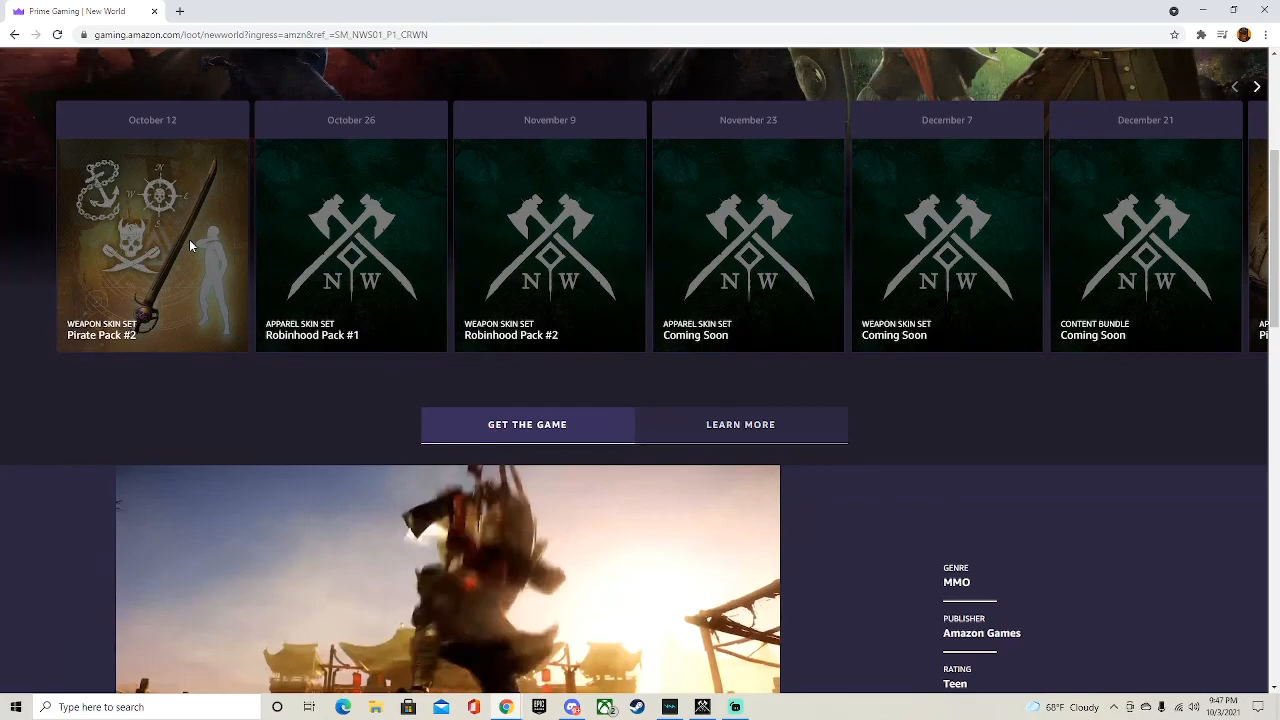 Prime Gaming | New World
gaming.amazon.com/loot/newworld?ingress=amzn&ref_=SM_NWS01_P1_CRWN
October 12
October 26
November 9
November 23
December 7
December 21
N
W
E
S
WEAPON SKIN SET
Pirate Pack #2
N W
APPAREL SKIN SET
Robinhood Pack #1
N W
WEAPON SKIN SET
Robinhood Pack #2
N W
APPAREL SKIN SET
Coming Soon
N W
WEAPON SKIN SET
Coming Soon
N W
CONTENT BUNDLE
Coming Soon
GET THE GAME
LEARN MORE
GENRE
MMO
PUBLISHER
Amazon Games
RATING
Teen
Type here to search
EPIC GAMES
68°F Cloudy
9:47 PM
10/3/2021